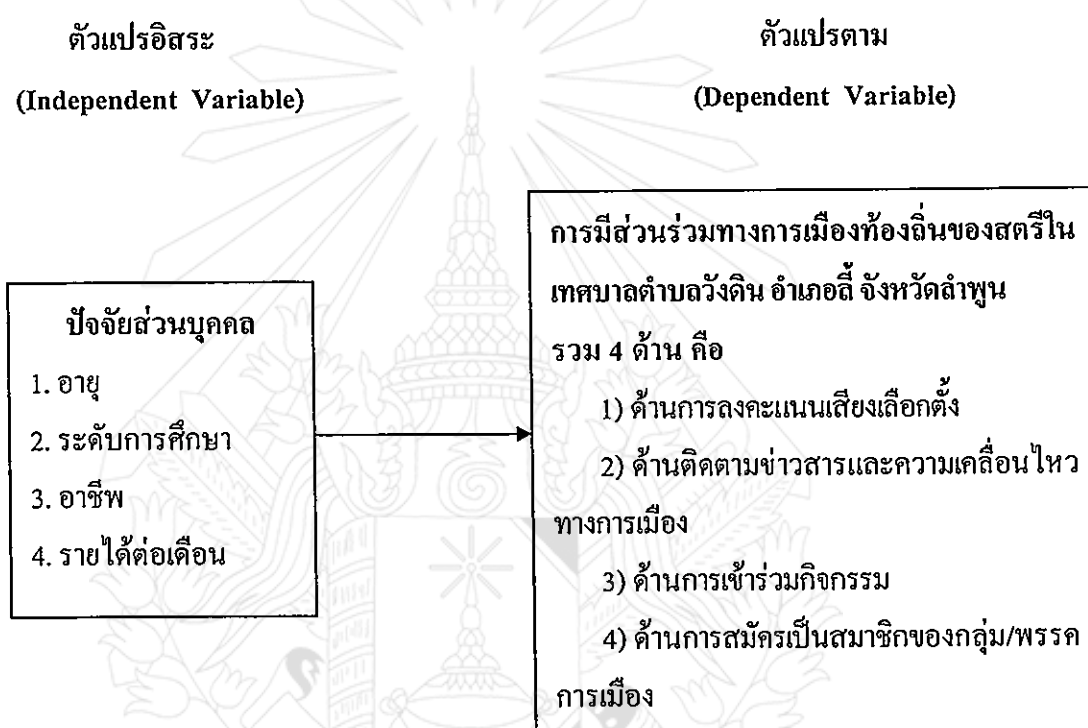 ตัวแปรอิสระ
(Independent Variable)
ตัวแปรตาม
(Dependent Variable)
ปัจจัยส่วนบุคคล
1. อายุ
2. ระดับการศึกษา
3. อาชีพ
4. รายได้ต่อเดือน
การมีส่วนร่วมทางการเมืองท้องถิ่นของสตรีใน
เทศบาลตำบลวังดิน อำเภอลี้ จังหวัดลำพูน
รวม 4 ด้าน คือ
1) ด้านการลงคะแนนเสียงเลือกตั้ง
2) ด้านติดตามข่าวสารและความเคลื่อนไหว
ทางการเมือง
3) ด้านการเข้าร่วมกิจกรรม
4) ด้านการสมัครเป็นสมาชิกของกลุ่ม/พรรค
การเมือง